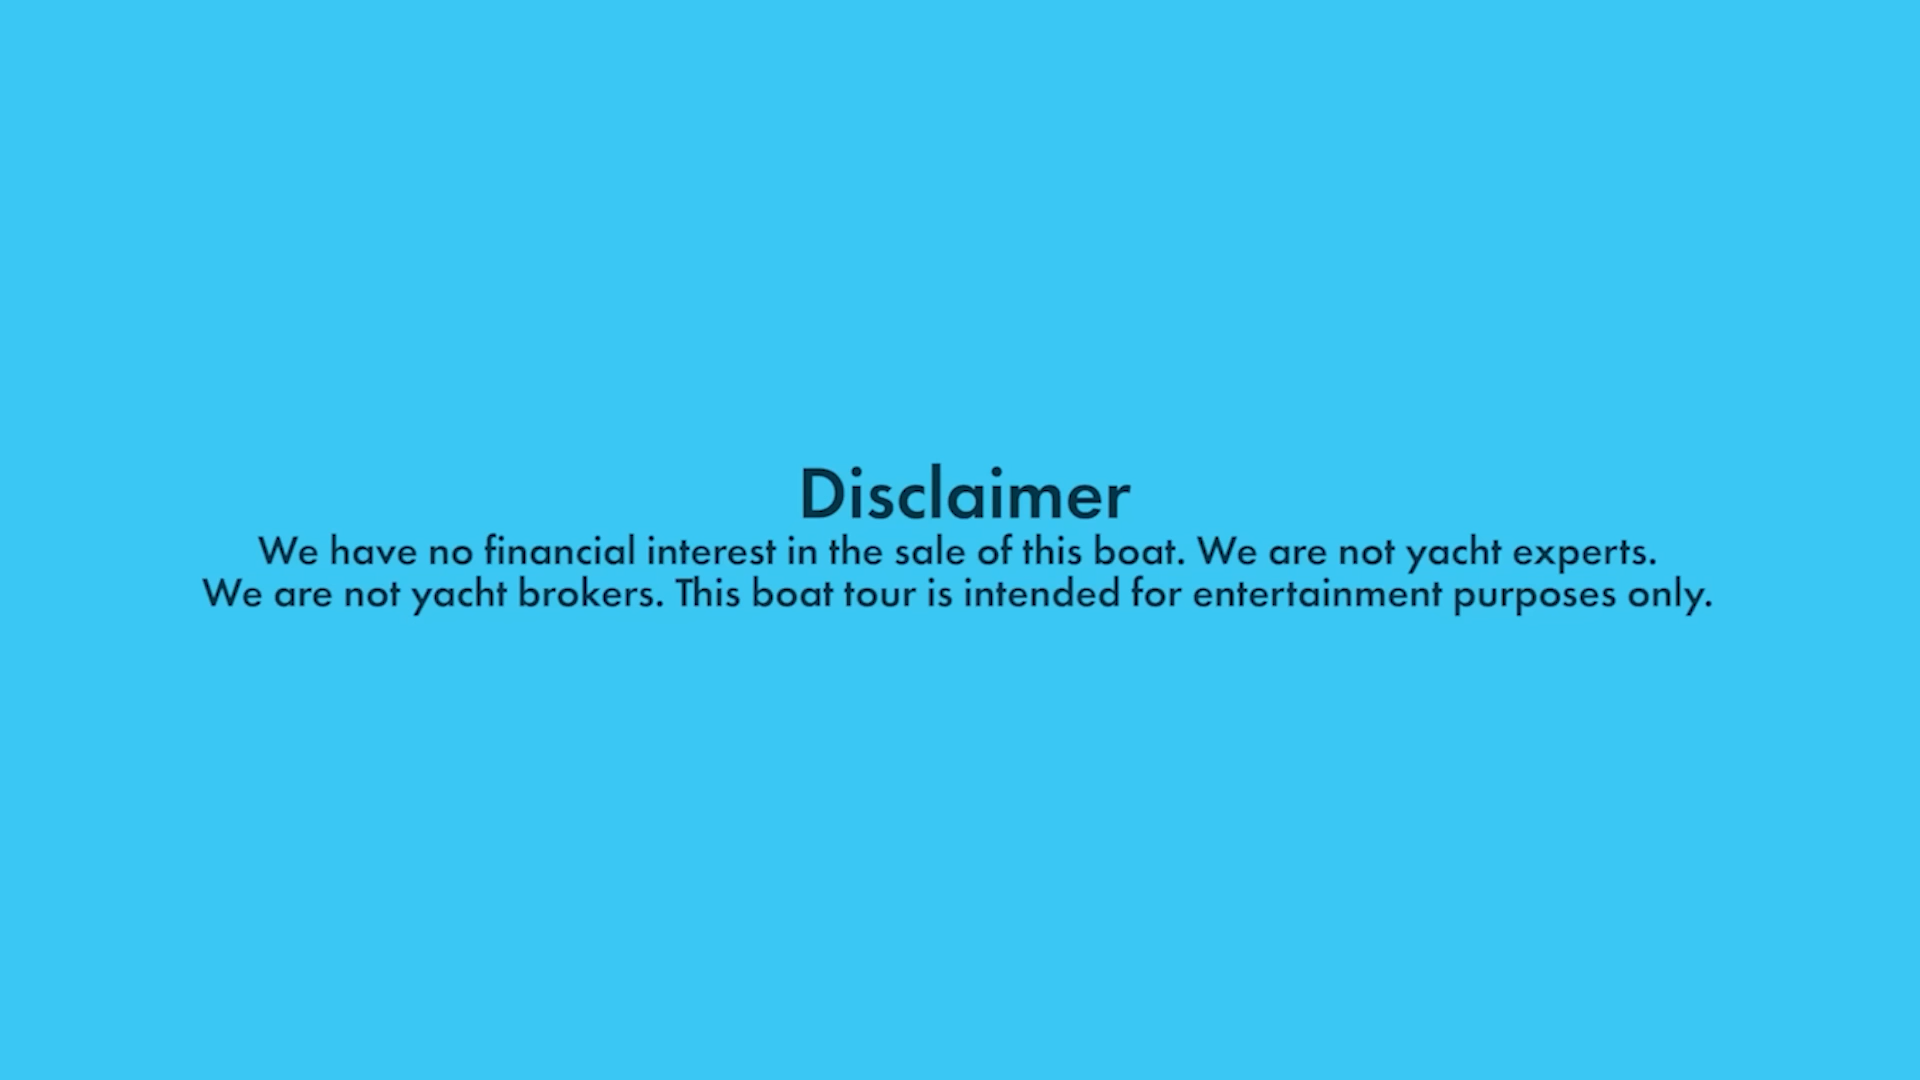 Disclaimer
We have no financial interest in the sale of this boat. We are not yacht experts.
We are not yacht brokers. This boat tour is intended for entertainment purposes only.